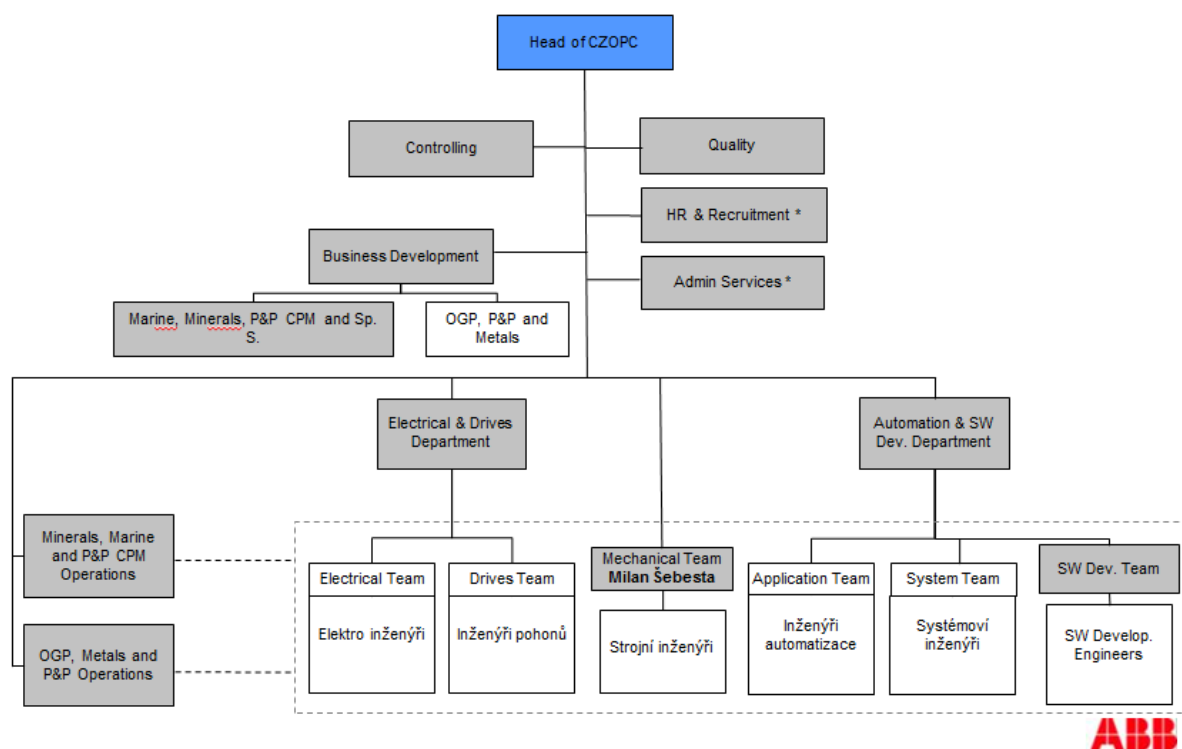 Head of CZOPC
Controlling
Quality
HR & Recruitment *
Business Development
Admin Services *
Marine, Minerals, P&P CPM and Sp.
S.
OGP, P&P and
Metals
Electrical & Drives
Department
Automation & SW
Dev. Department
Minerals, Marine
and P&P CPM
Operations
Mechanical Team
Milan Šebesta
Electrical Team
Drives Team
Application Team
System Team
SW Dev. Team
Elektro inženýři
Inženýři pohonů
Strojní inženýři
Inženýři
automatizace
Systémoví
inženýři
SW Develop.
Engineers
OGP, Metals and
P&P Operations
ABB